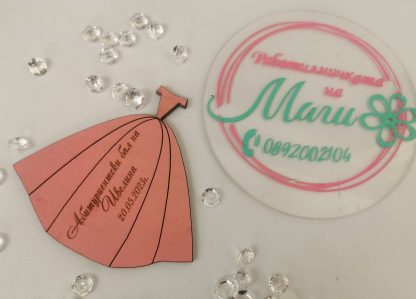 Абитуриентски бал на
Ивелина
20.05.2023г.
Работилничката
на
Маги
0892002104